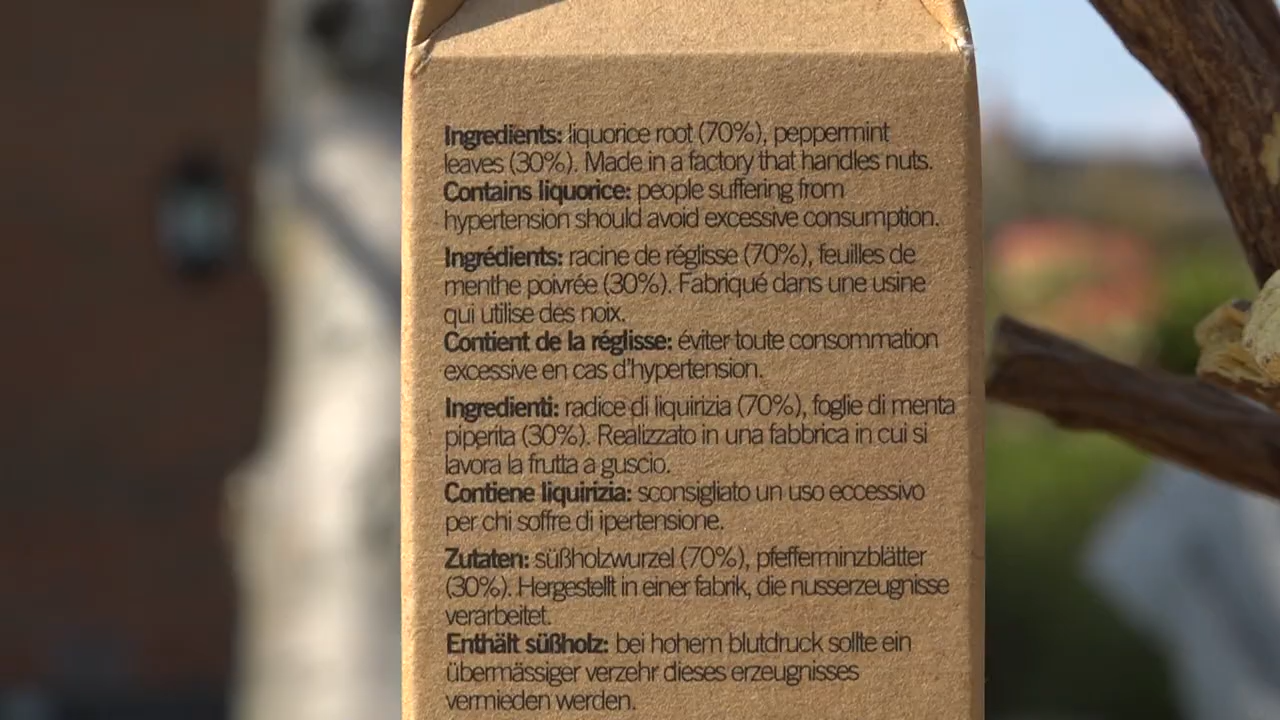 Ingredients: liquorice root (70%), peppermint
leaves (30%). Made in a factory that handles nuts.
Contains liquorice: people suffering from
hypertension should avoid excessive consumption.
Ingrédients: racine de réglisse (70%), feuilles de
menthe poivrée (30%). Fabriqué dans une usine
qui utilise des noix.
Contient de la réglisse: éviter toute consommation
excessive en cas d'hypertension.
Ingredienti: radice di liquirizia (70%), foglie di menta
piperita (30%). Realizzato in una fabbrica in cui si
lavora la frutta a guscio.
Contiene liquirizia: sconsigliato un uso eccessivo
per chi soffre di ipertensione.
Zutaten: süßholzwurzel (70%), pfefferminzblätter
(30%). Hergestellt in einer fabrik, die nusserzeugnisse
verarbeitet.
Enthält süßholz: bei hohem blutdruck sollte ein
übermässiger verzehr dieses erzeugnisses
vermieden werden.